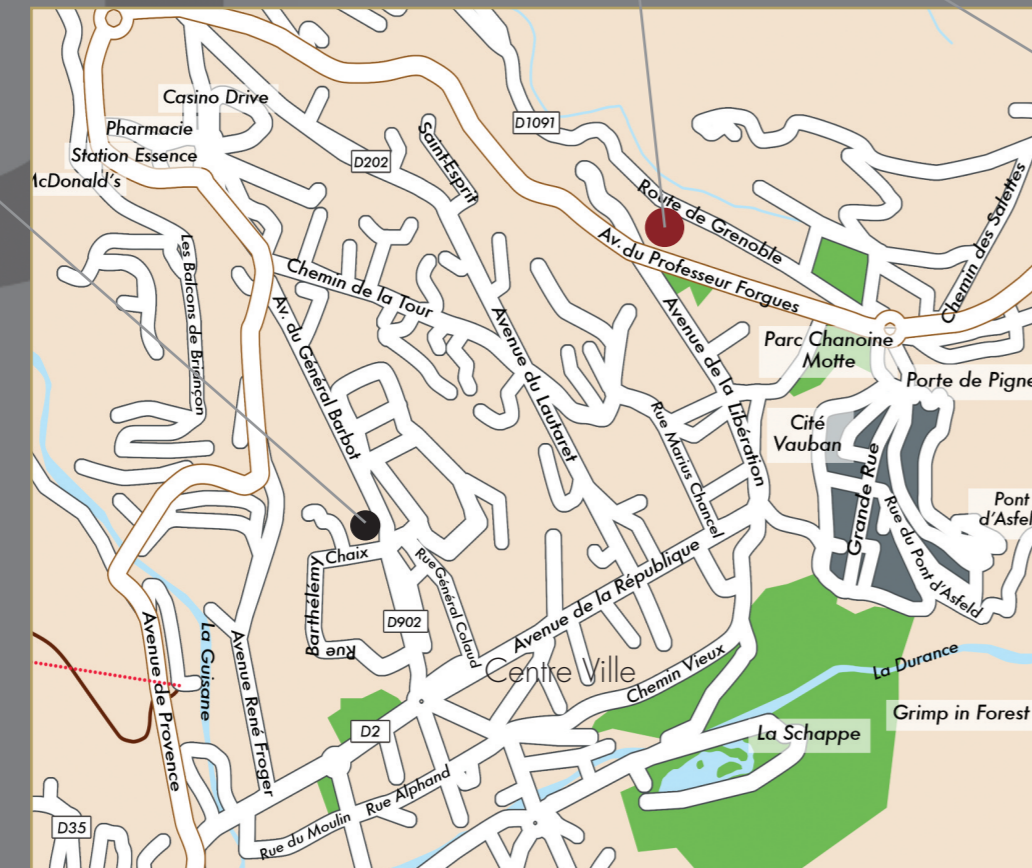 Casino Drive
Pharmacie
Station Essence
McDonald's
D1091
D202
Saint-Esprit
Route de Grenoble
Av. du Professeur Forgues
Chemin des Salettes
Les Balcons de Briançon
Chemin de la Tour
Av. du Général Barbot
Avenue du Lautaret
Avenue de la Libération
Parc Chanoine
Motte
Porte de Pigne
Cité
Vauban
Rue Marius Chancel
Grande Rue
Rue du Pont d'Asfeld
Pont
d'Asfel
Chaix
Barthélémy
Rue
Rue Général Colaud
D902
Avenue de la République
Centre Ville
Chemin Vieux
La Durance
Avenue de Provence
La Guisane
Avenue René Froger
D2
La Schappe
Grimp in Forest
Rue Alphand
Rue du Moulin
D35